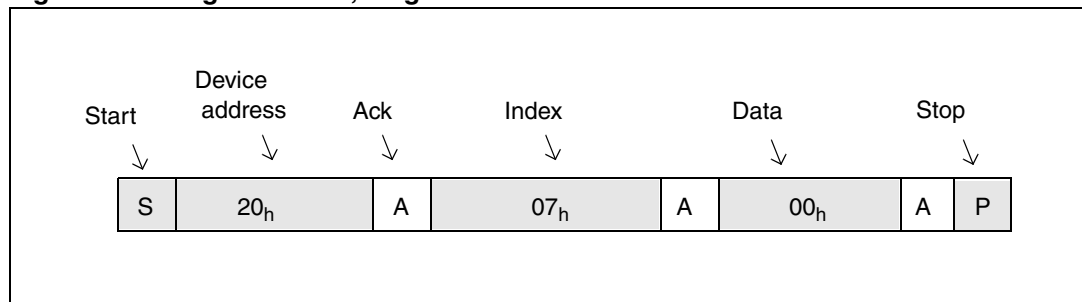 Device
Start address Ack Index Data Stop
S 20h A 07h A 00h A P